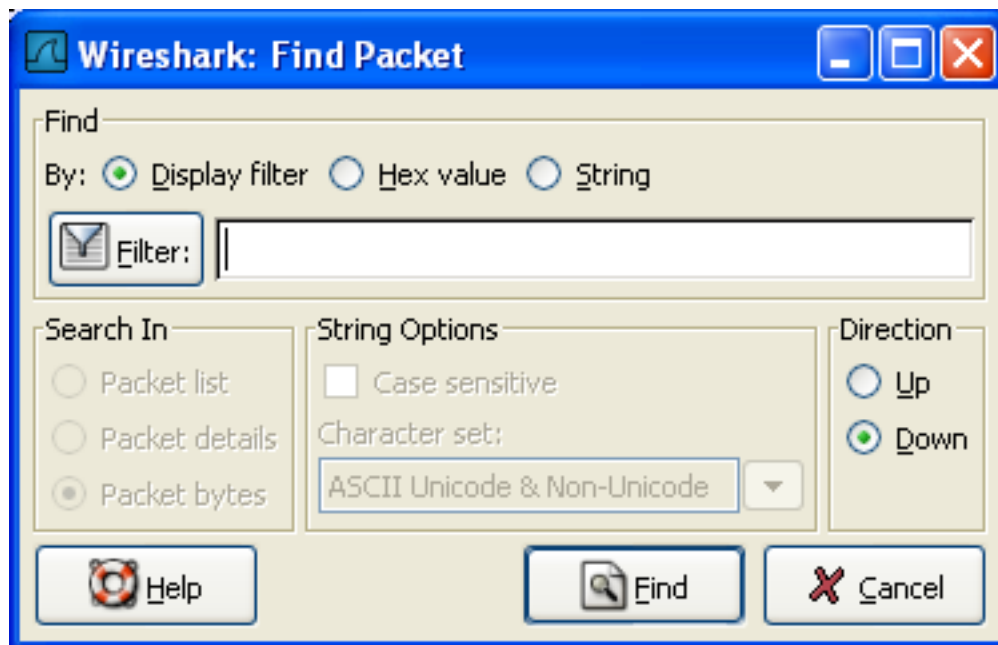 Wireshark: Find Packet
Find
By: Display filter Hex value String
Filter:
Search In
Packet list
Packet details
Packet bytes
String Options
Case sensitive
Character set:
ASCII Unicode & Non-Unicode
Direction
Up
Down
Help Find Cancel